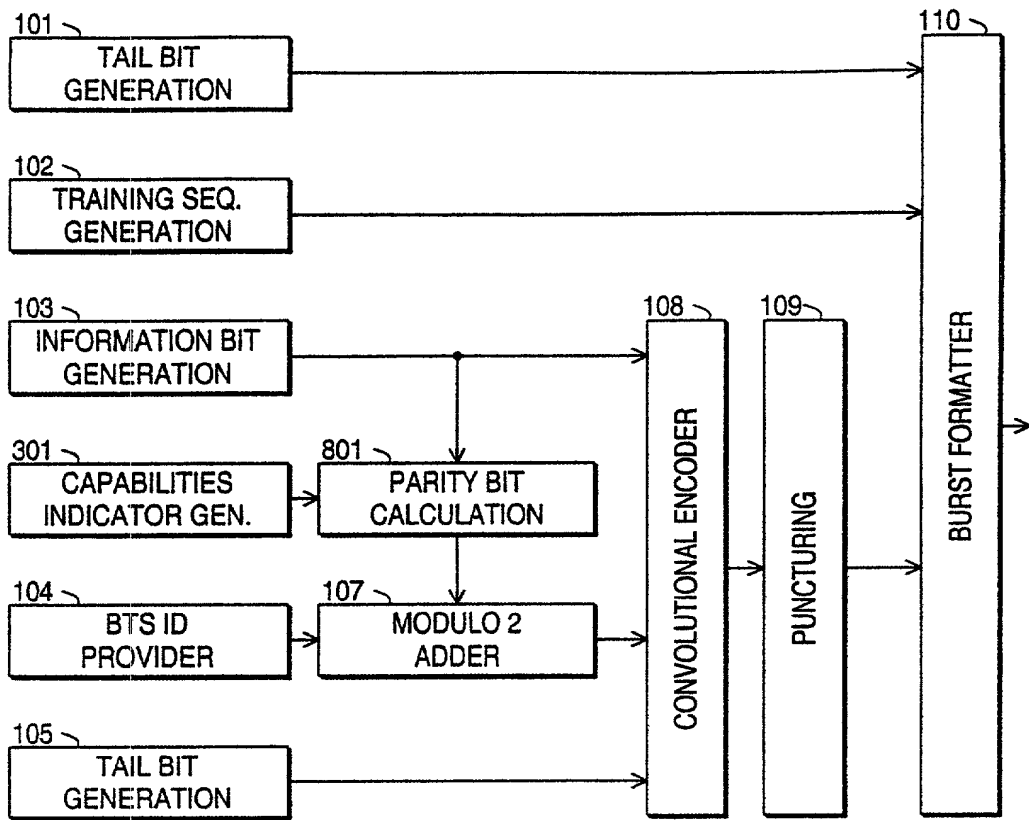 101
TAIL BIT
GENERATION
110
102
TRAINING SEQ.
GENERATION
103
INFORMATION BIT
GENERATION
108
109
301
CAPABILITIES
INDICATOR GEN.
801
PARITY BIT
CALCULATION
104
BTS ID
PROVIDER
107
MODULO 2
ADDER
105
TAIL BIT
GENERATION
CONVOLUTIONAL ENCODER
PUNCTURING
BURST FORMATTER